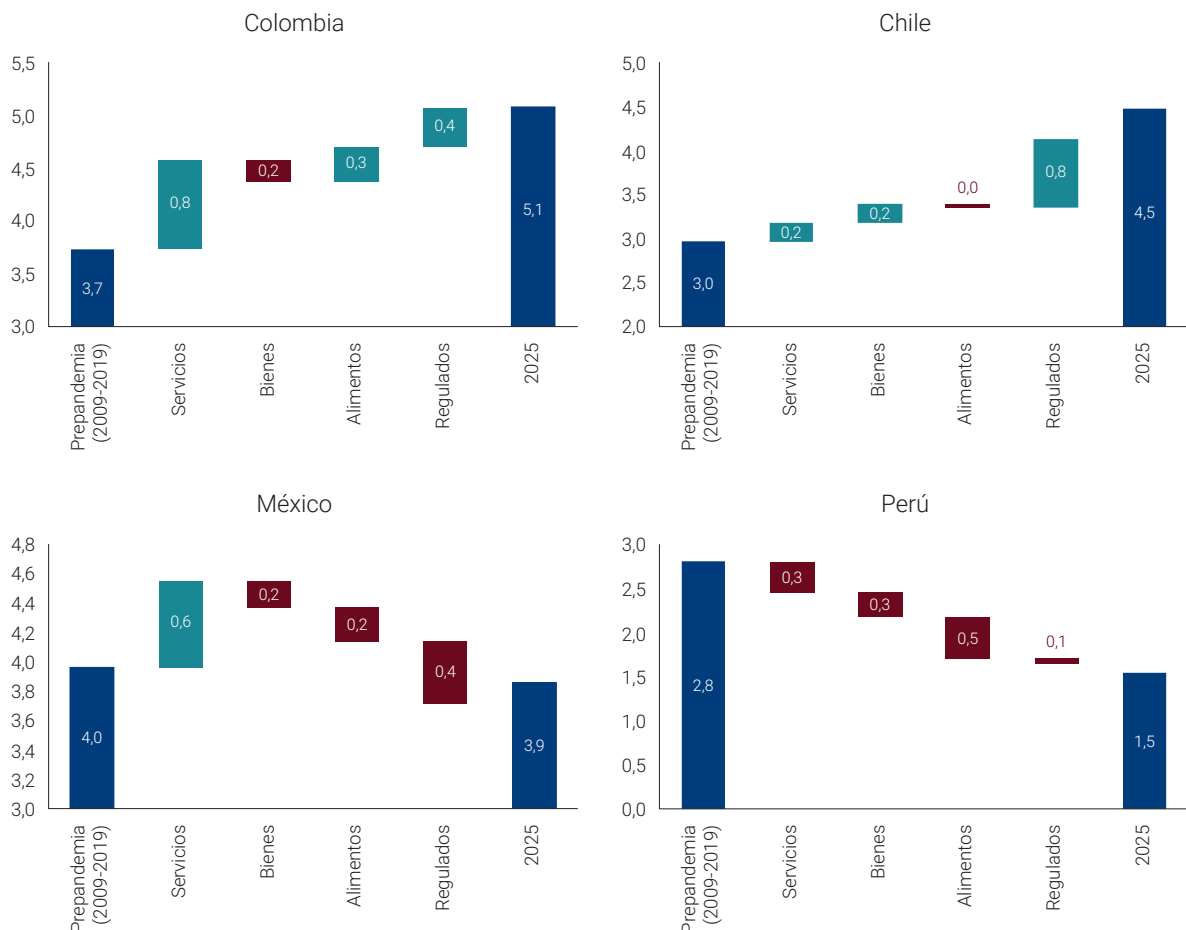 Colombia
5,5
5,0
4,5
4,0
3,5
3,0
3,7
0,8
0,2
0,3
0,4
5,1
Prepandemia
(2009-2019)
Servicios
Bienes
Alimentos
Regulados
2025
Chile
5,0
4,5
4,0
3,5
3,0
2,5
2,0
3,0
0,2
0,2
0,0
0,8
4,5
Prepandemia
(2009-2019)
Servicios
Bienes
Alimentos
Regulados
2025
México
4,8
4,6
4,4
4,2
4,0
3,8
3,6
3,4
3,2
3,0
4,0
0,6
0,2
0,2
0,4
3,9
Prepandemia
(2009-2019)
Servicios
Bienes
Alimentos
Regulados
2025
Perú
3,0
2,5
2,0
1,5
1,0
0,5
0,0
2,8
0,3
0,3
0,5
0,1
1,5
Prepandemia
(2009-2019)
Servicios
Bienes
Alimentos
Regulados
2025